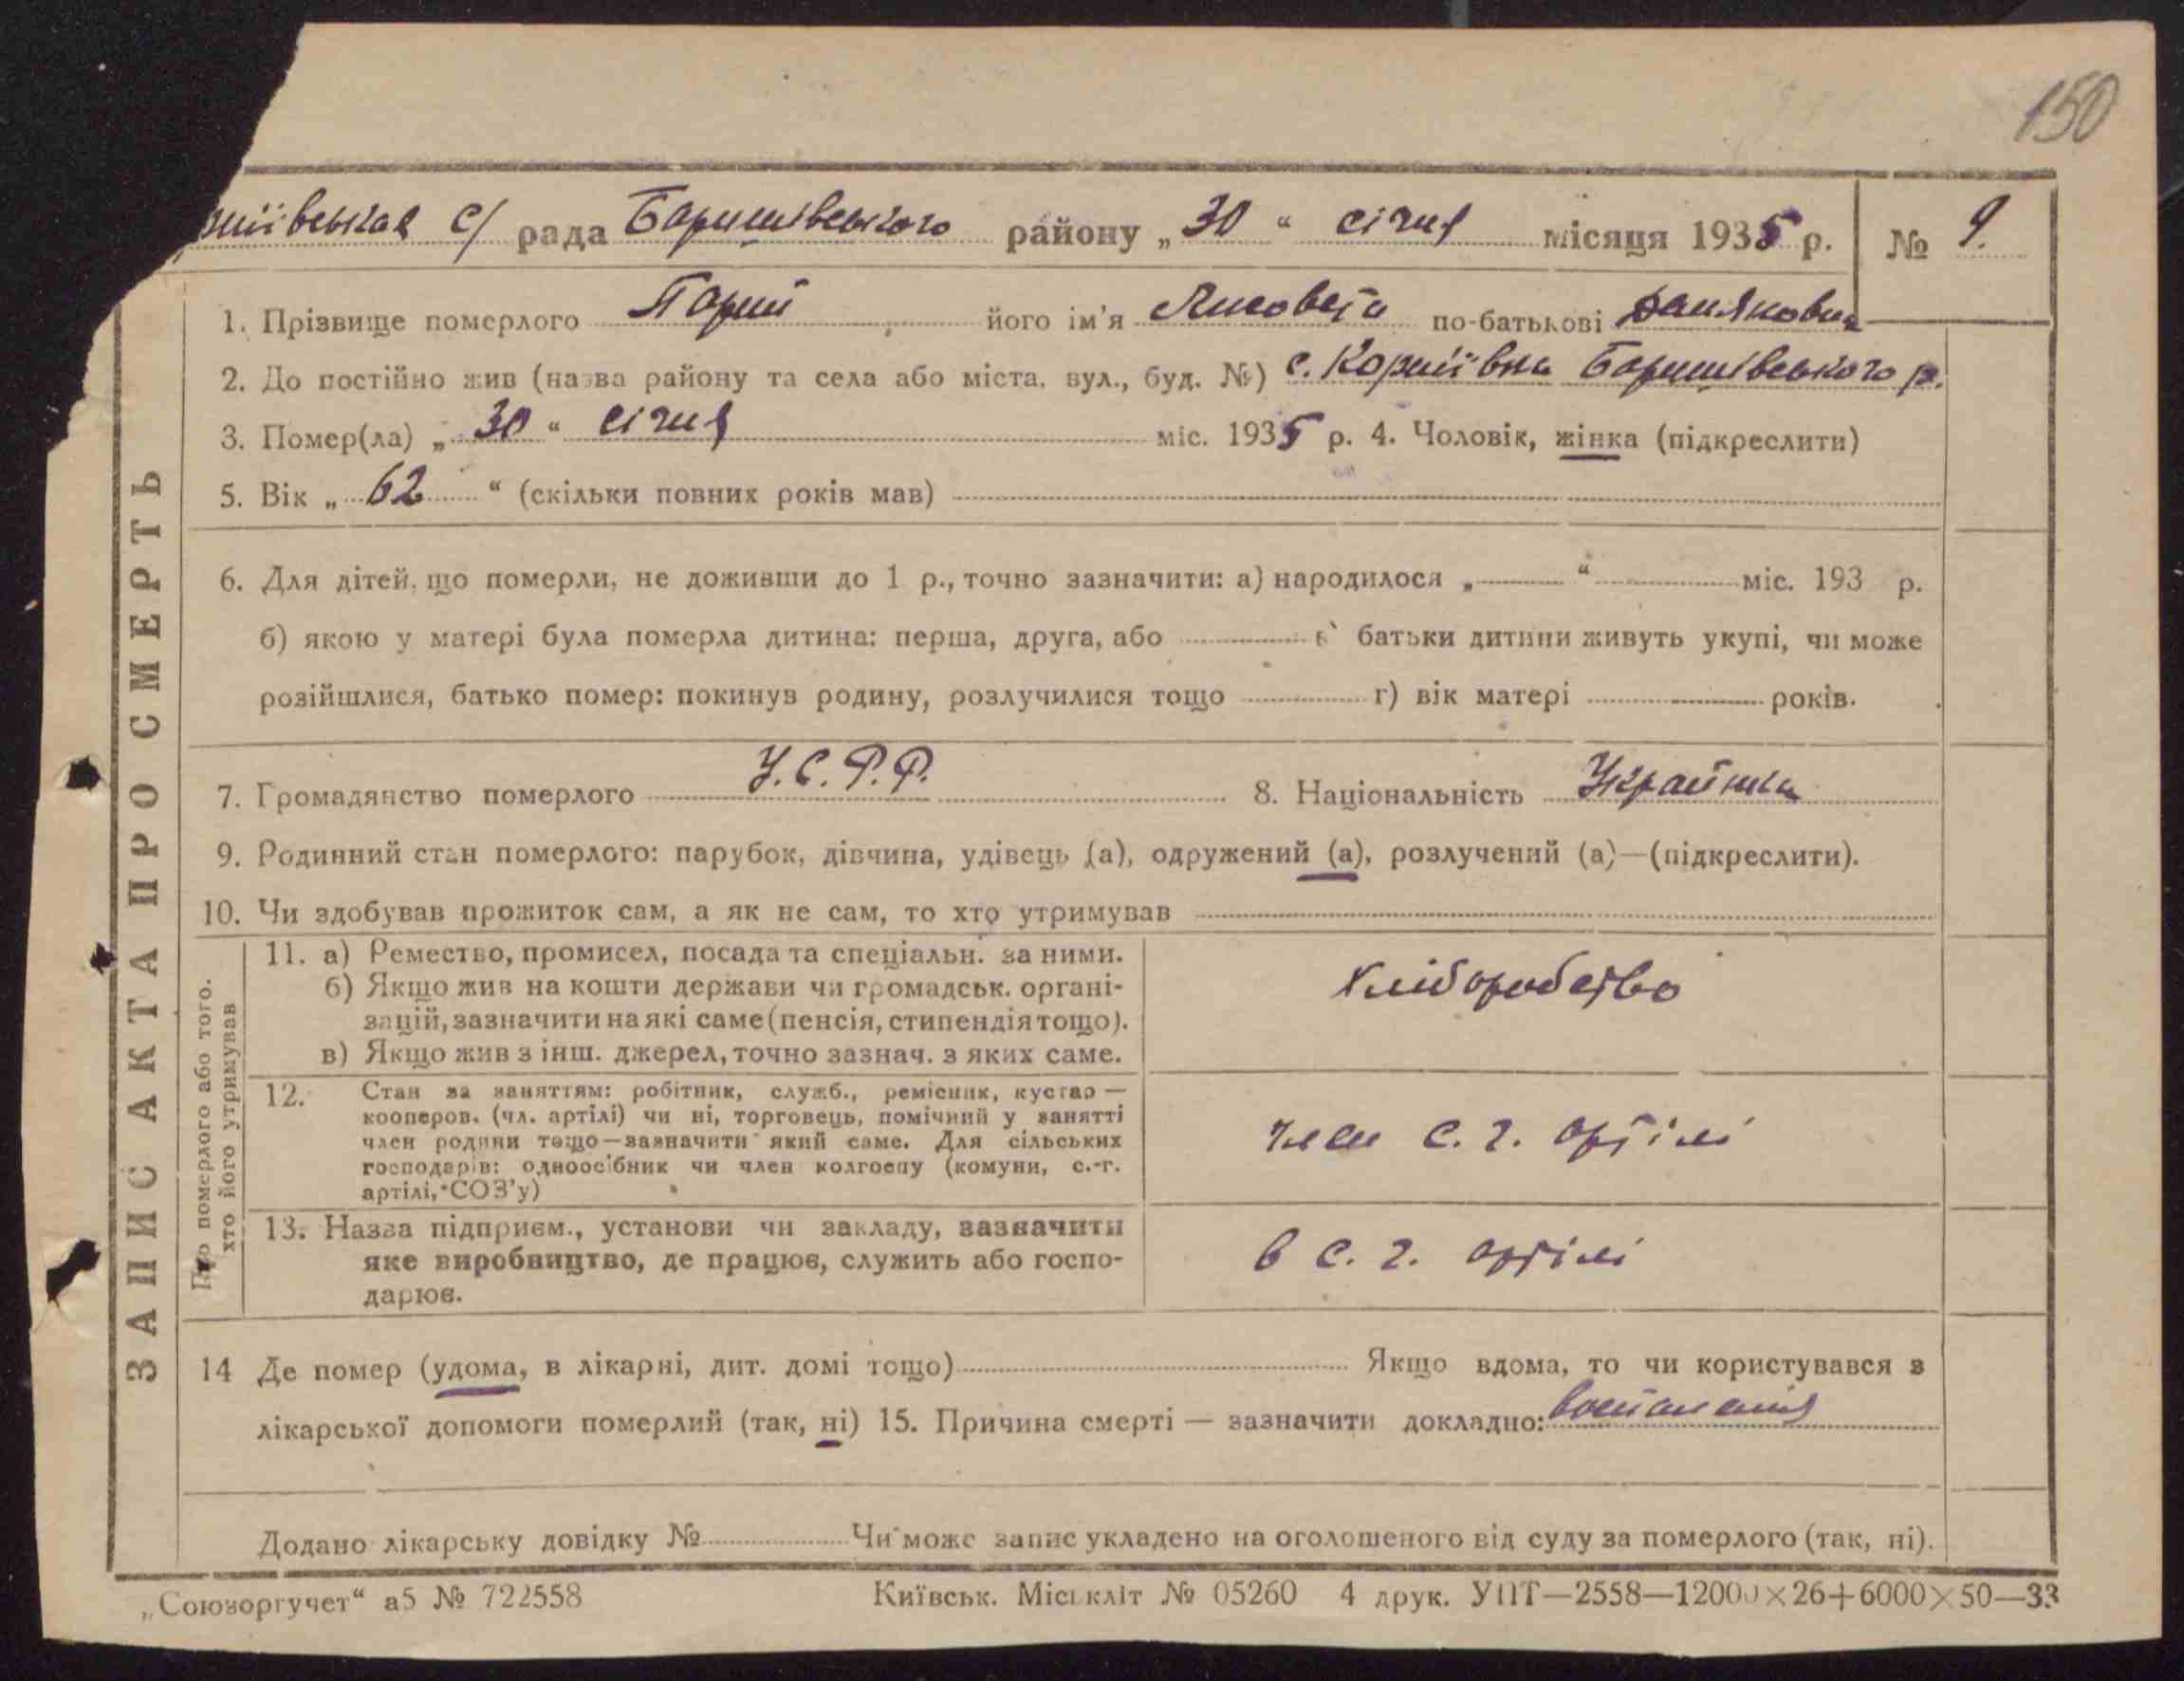 150
рніївська с/ рада Баришівського району „30“ січня місяця 1935 р. № 9.
1. Прізвище померлого Парій його ім'я Лисовета по-батькові
2. До постійно жив (назва району та села або міста, вул., буд. №) с. Корніївка Баришівського р.
3. Помер(ла) „30“ січня міс. 1935 р. 4. Чоловік, жінка (підкреслити)
5. Вік „62“ (скільки повних років мав)
6. Для дітей, що померли, не доживши до 1 р., точно зазначити: а) народилося „ “ міс. 193 р.
б) якою у матері була померла дитина: перша, друга, або в) батьки дитини живуть укупі, чи може
розійшлися, батько помер: покинув родину, розлучилися тощо г) вік матері років.
7. Громадянство померлого У.С.Р.Р. 8. Національність Українка
9. Родинний стан померлого: парубок, дівчина, удівець (а), одружений (а), розлучений (а)—(підкреслити).
10. Чи здобував прожиток сам, а як не сам, то хто утримував
ЗАПИС АКТА ПРО СМЕРТЬ
Про померлого або того.
хто його утримував
11. а) Ремество, промисел, посада та спеціальн. за ними.
б) Якщо жив на кошти держави чи громадськ. органі-
зацій, зазначити на які саме (пенсія, стипендія тощо).
в) Якщо жив з інш. джерел, точно зазнач. з яких саме.
хліборобство
12. Стан за заняттям: робітник, служб., ремісник, кустар —
кооперов. (чл. артілі) чи ні, торговець, помічний у занятті
член родини тощо—зазначити який саме. Для сільських
господарів: одноосібник чи член колгоспу (комуни, с.-г.
артілі, СОЗ'у)
член с. г. артілі
13. Назва підприєм., установи чи закладу, зазначити
яке виробництво, де працює, служить або госпо-
дарює.
в с. г. артілі
14 Де помер (удома, в лікарні, дит. домі тощо) Якщо вдома, то чи користувався з
лікарської допомоги померлий (так, ні) 15. Причина смерті — зазначити докладно:
Додано лікарську довідку № Чи може запис укладено на оголошеного від суду за померлого (так, ні).
„Союзоргучет“ а5 № 722558 Київськ. Міськліт № 05260 4 друк. УПТ—2558—12000×26+6000×50—33